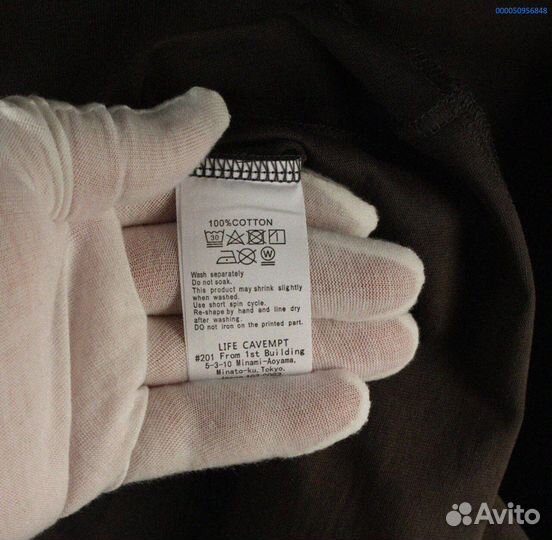 000050956848
100%COTTON
30
1
W
Wash separately
Do not soak.
This product may shrink slightly
when washed.
Use short spin cycle.
Re-shape by hand and line dry
after washing.
DO not iron on the printed part.
LIFE CAVEMPT
#201 From 1st Building
5-3-10 Minami-Aoyama,
Minato-ku,Tokyo,
Avito